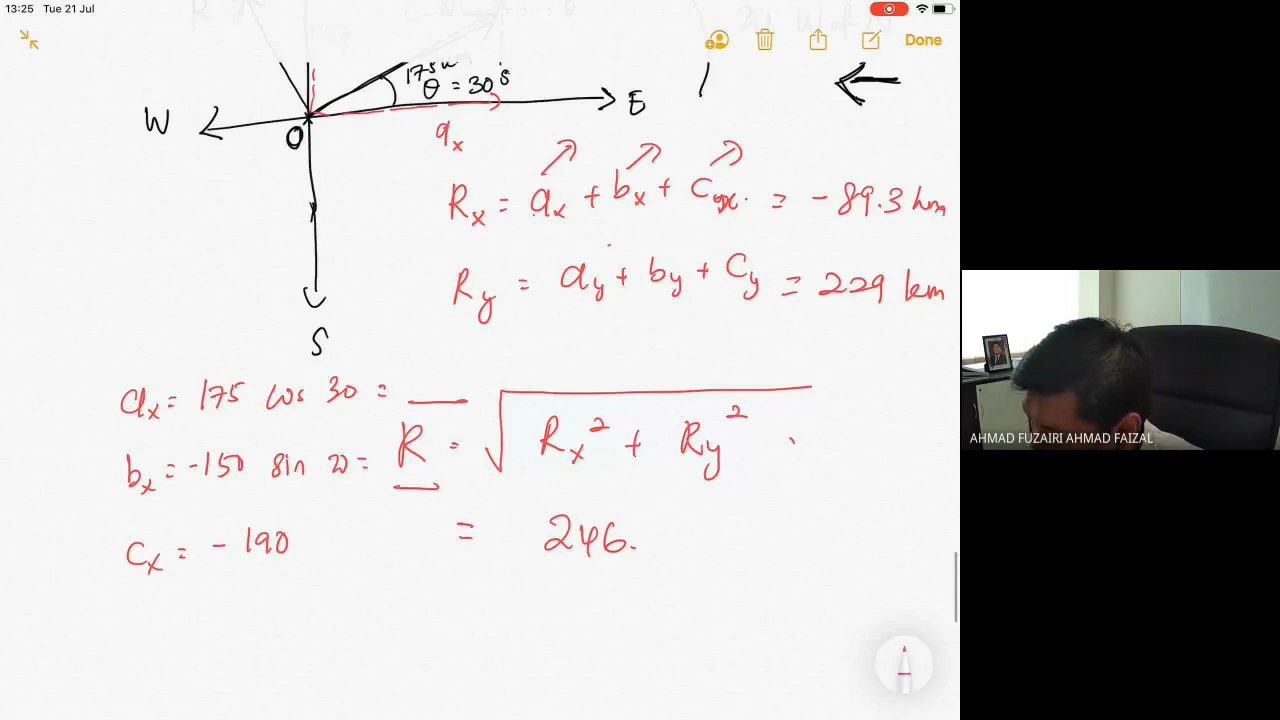 13:25 Tue 21 Jul
Done
175
θ = 30°
W
E
O
ax
Rx = ax + bx + cx = -89.3 km
Ry = ay + by + cy = 229 km
S
ax = 175 cos 30 =
R = √ Rx² + Ry²
bx = -150 sin 20 =
cx = -190
= 246.
AHMAD FUZAIRI AHMAD FAIZAL